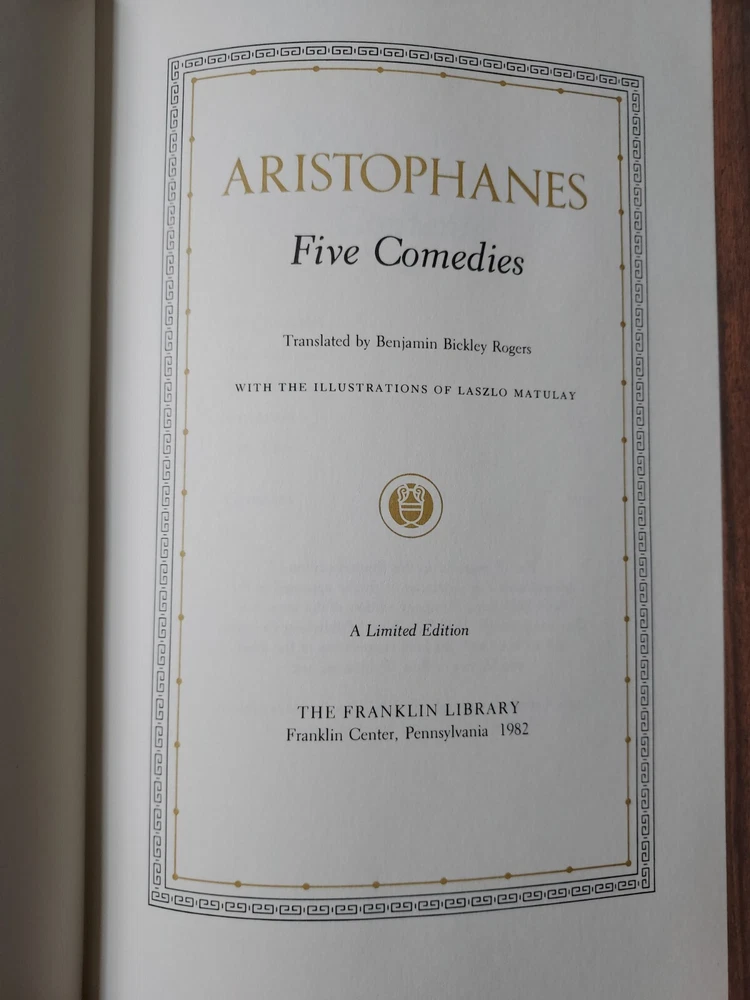 ARISTOPHANES
Five Comedies
Translated by Benjamin Bickley Rogers
WITH THE ILLUSTRATIONS OF LASZLO MATULAY
A Limited Edition
THE FRANKLIN LIBRARY
Franklin Center, Pennsylvania 1982